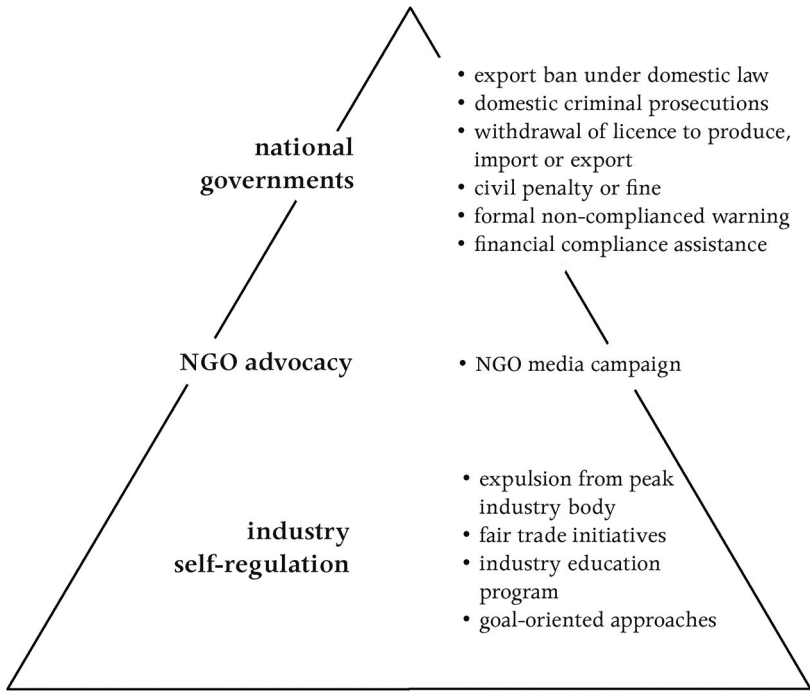 national
governments
• export ban under domestic law
• domestic criminal prosecutions
• withdrawal of licence to produce,
import or export
• civil penalty or fine
• formal non-complianced warning
• financial compliance assistance
NGO advocacy
• NGO media campaign
industry
self-regulation
• expulsion from peak
industry body
• fair trade initiatives
• industry education
program
• goal-oriented approaches